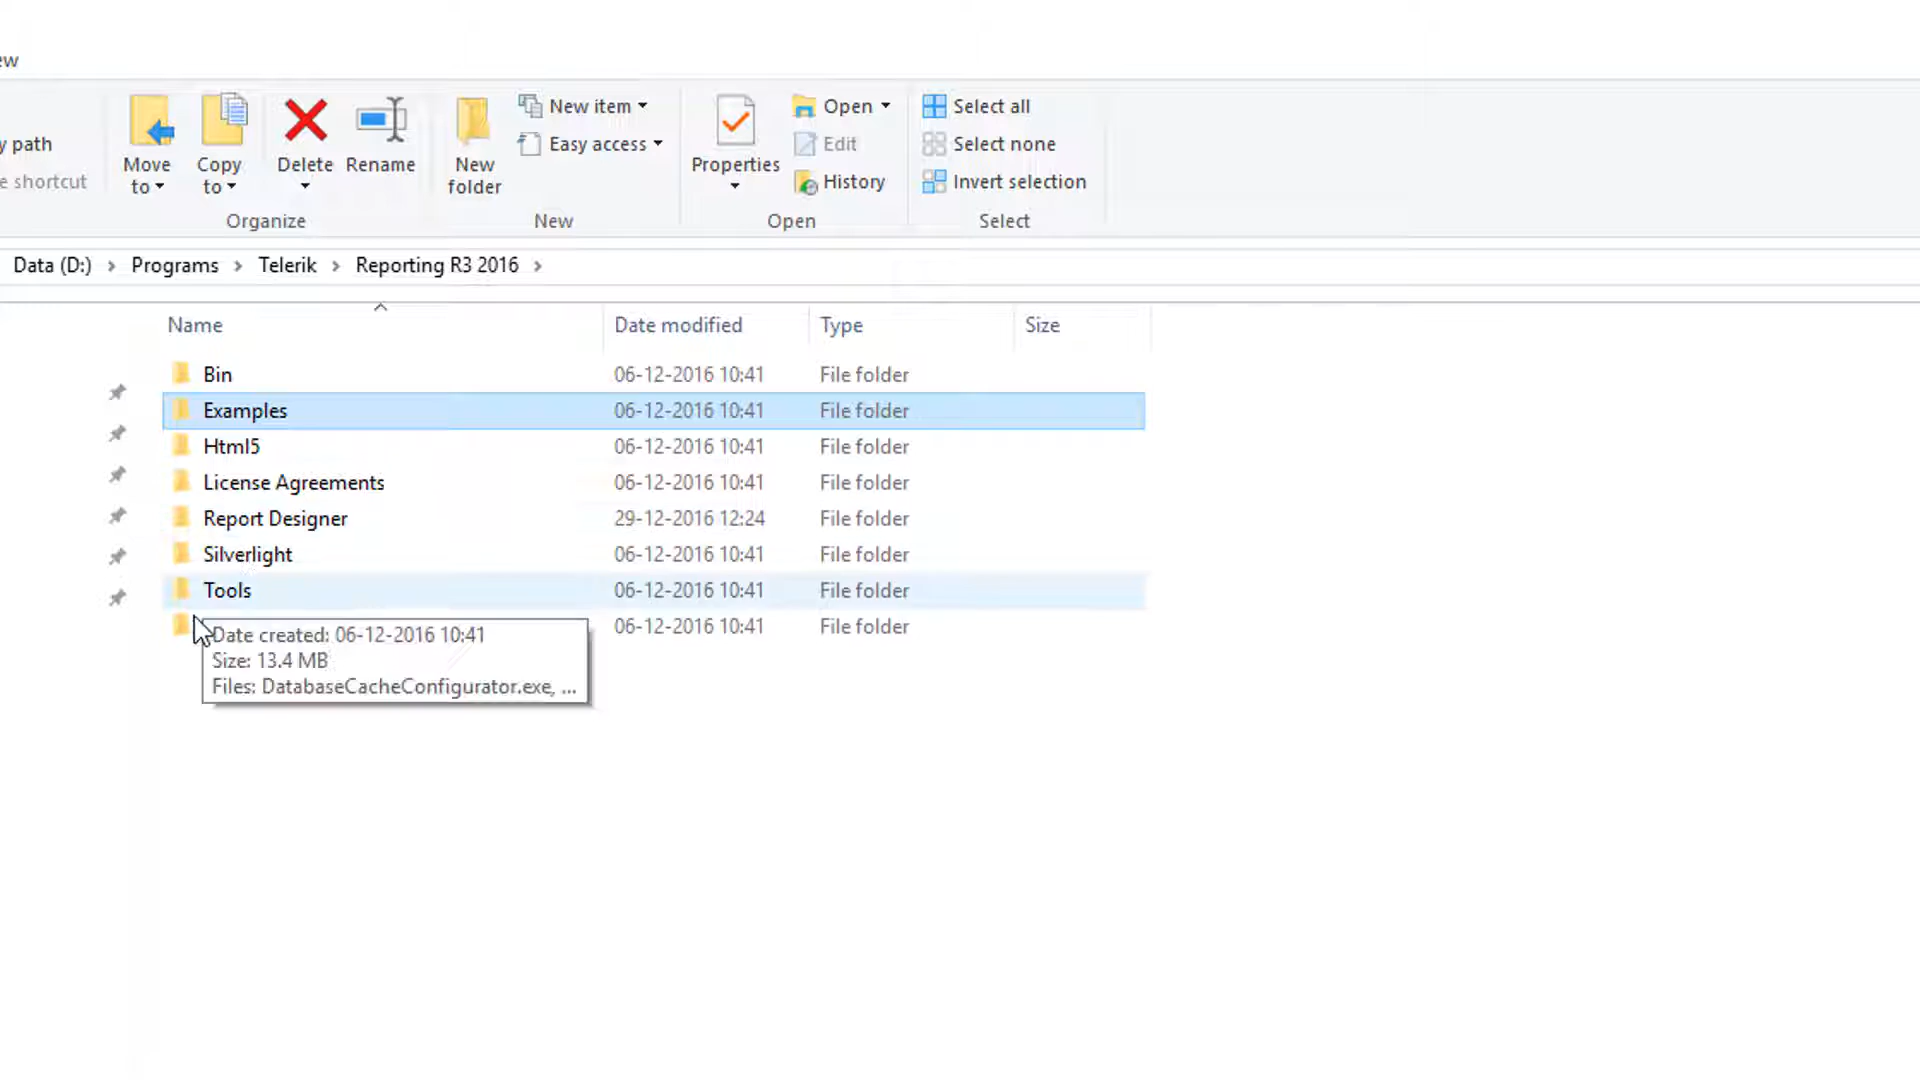 ew
y path
e shortcut
Move to
Copy to
Delete
Rename
Organize
New folder
New item
Easy access
New
Properties
Open
Edit
History
Open
Select all
Select none
Invert selection
Select
Data (D:) > Programs > Telerik > Reporting R3 2016 >
Name Date modified Type Size
Bin 06-12-2016 10:41 File folder
Examples 06-12-2016 10:41 File folder
Html5 06-12-2016 10:41 File folder
License Agreements 06-12-2016 10:41 File folder
Report Designer 29-12-2016 12:24 File folder
Silverlight 06-12-2016 10:41 File folder
Tools 06-12-2016 10:41 File folder
06-12-2016 10:41 File folder
Date created: 06-12-2016 10:41
Size: 13.4 MB
Files: DatabaseCacheConfigurator.exe, ...